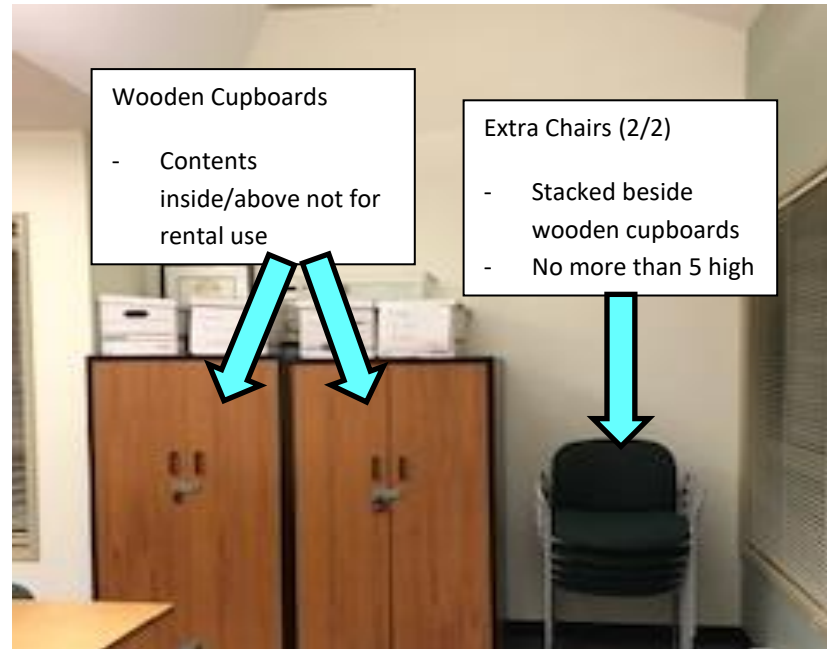 Wooden Cupboards
- Contents
inside/above not for
rental use
Extra Chairs (2/2)
- Stacked beside
wooden cupboards
- No more than 5 high